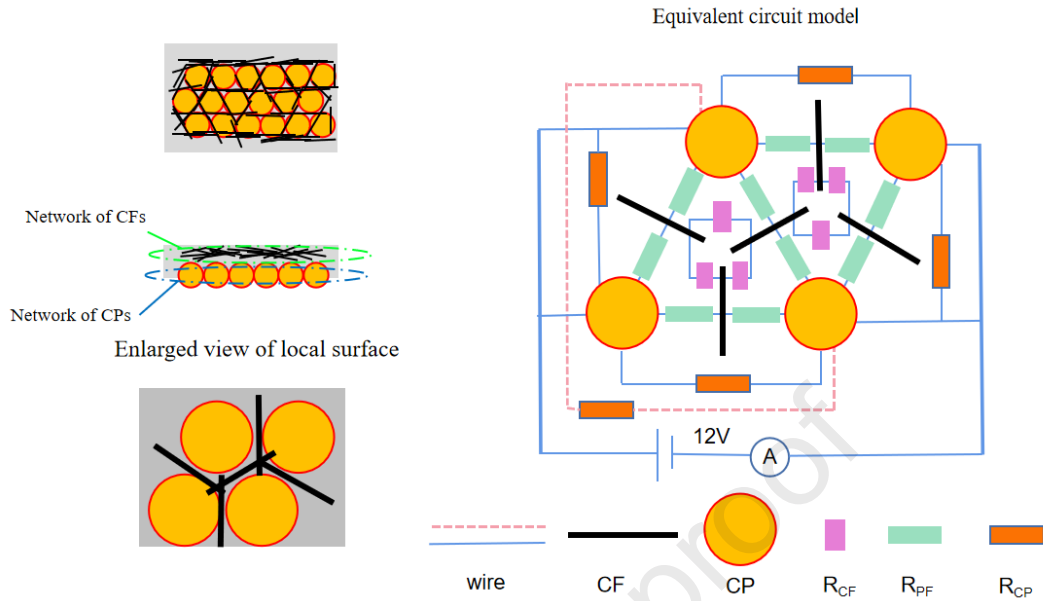 Equivalent circuit model
Network of CFs
Network of CPs
Enlarged view of local surface
12V
A
wire
CF
CP
RCF
RPF
RCP
proof